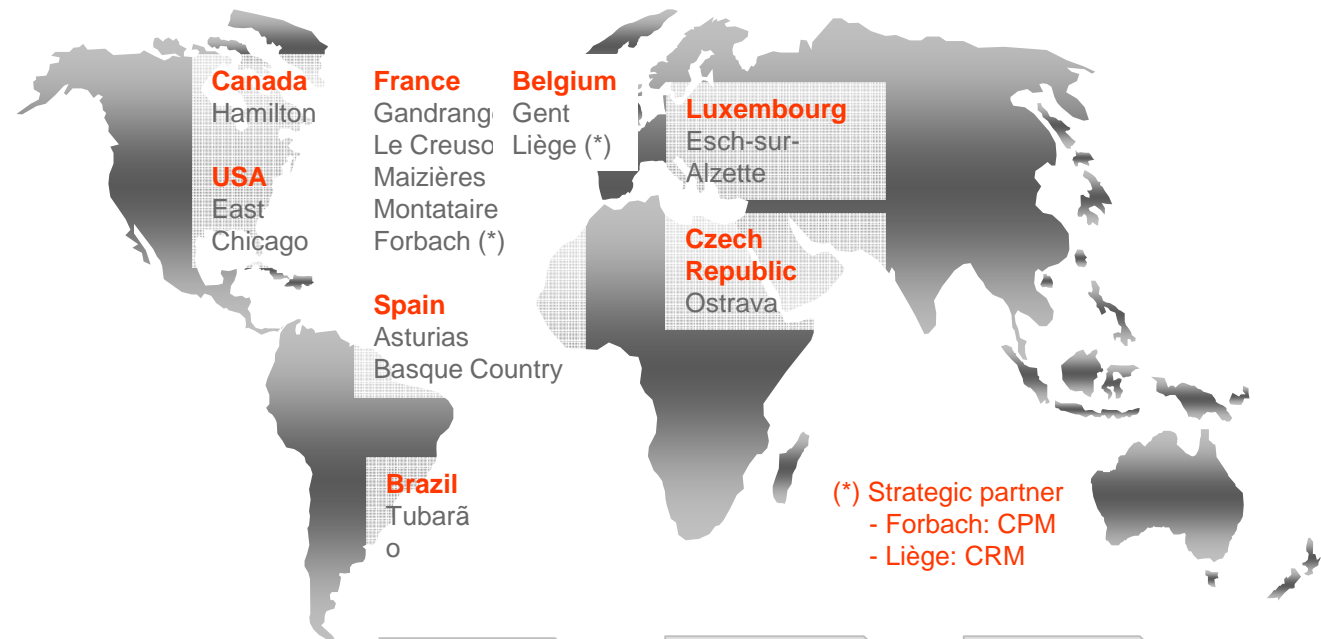 Canada
Hamilton
USA
East
Chicago
France
Gandrang
Le Creuso
Maizières
Montataire
Forbach (*)
Spain
Asturias
Basque Country
Belgium
Gent
Liège (*)
Luxembourg
Esch-sur-
Alzette
Czech
Republic
Ostrava
Brazil
Tubarã
o
(*) Strategic partner
- Forbach: CPM
- Liège: CRM